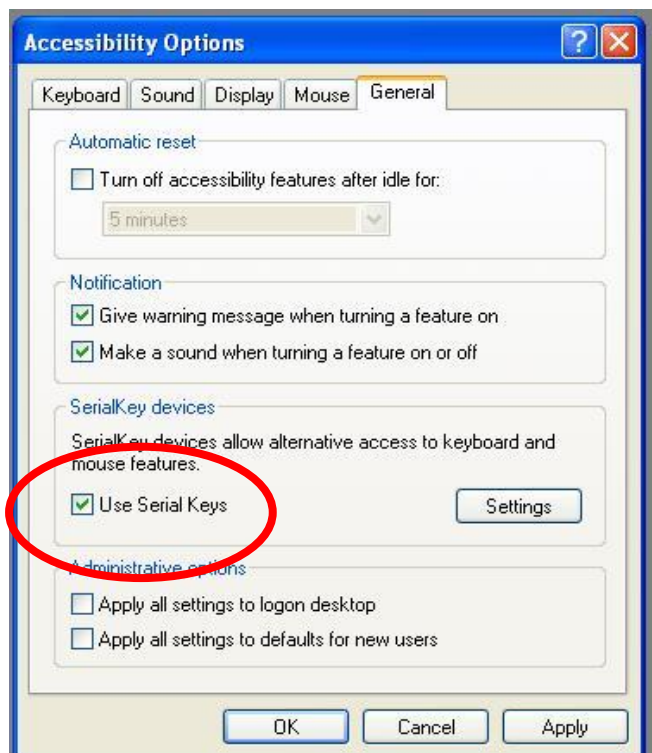 Accessibility Options
Keyboard Sound Display Mouse General
Automatic reset
Turn off accessibility features after idle for:
5 minutes
Notification
Give warning message when turning a feature on
Make a sound when turning a feature on or off
SerialKey devices
SerialKey devices allow alternative access to keyboard and
mouse features.
Use Serial Keys Settings
Administrative options
Apply all settings to logon desktop
Apply all settings to defaults for new users
OK Cancel Apply